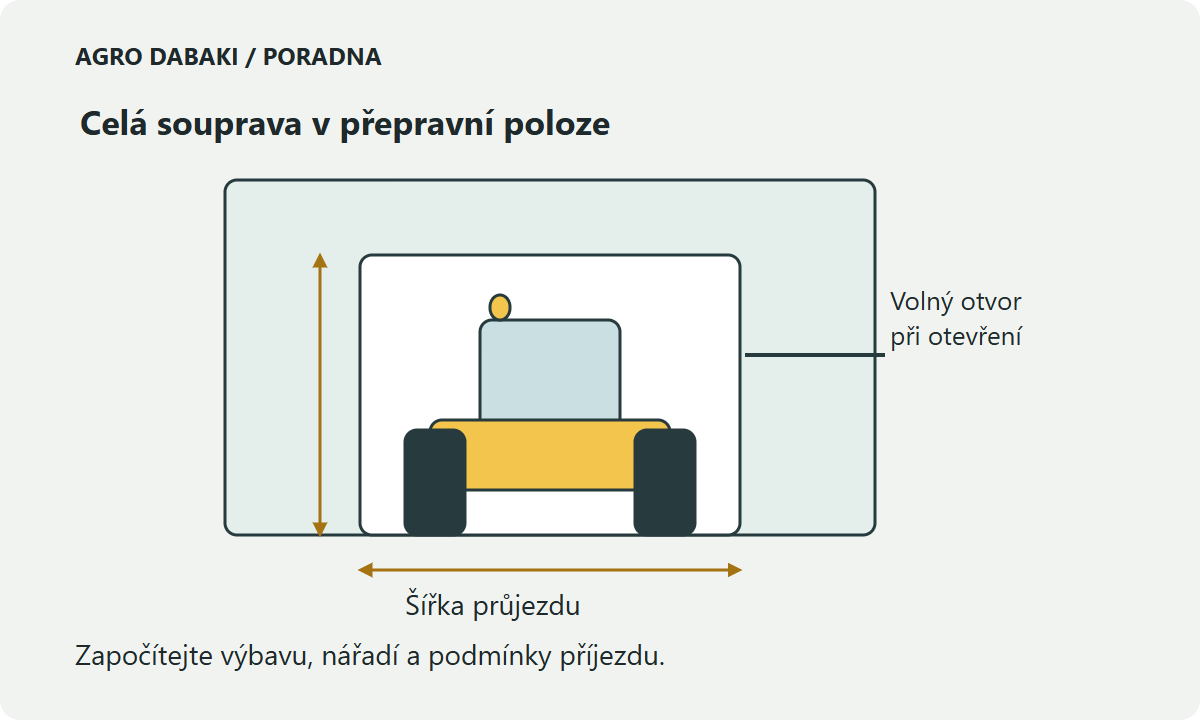 AGRO DABAKI / PORADNA
Celá souprava v přepravní poloze
Volný otvor
při otevření
Šířka průjezdu
Započítejte výbavu, nářadí a podmínky příjezdu.